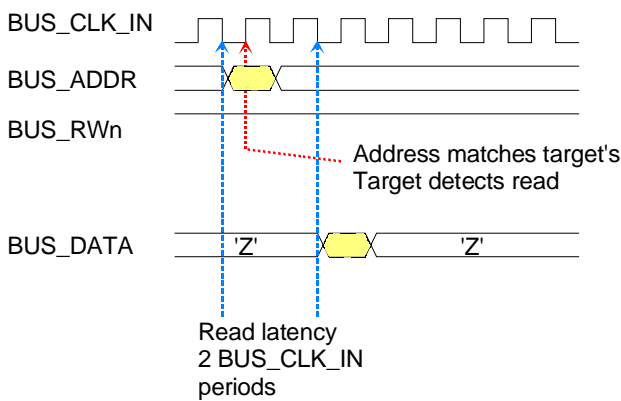 BUS_CLK_IN
BUS_ADDR
BUS_RWn
Address matches target's
Target detects read
BUS_DATA
'Z'
'Z'
Read latency
2 BUS_CLK_IN
periods